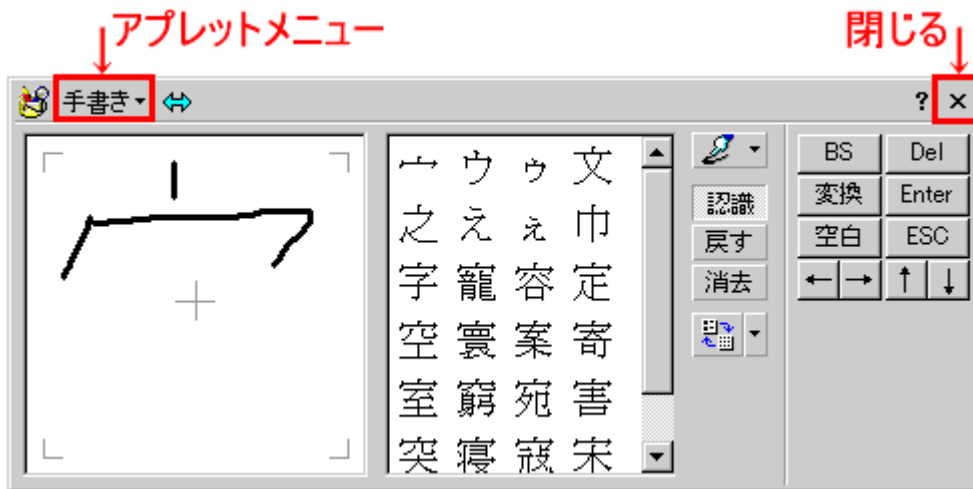 アプレットメニュー 閉じる
手書き ? ×
宀 ウ ゥ 文
之 え ぇ 巾
字 寵 容 定
空 寰 案 寄
室 窮 宛 害
突 寝 寇 宋
認識
戻す
消去
BS Del
変換 Enter
空白 ESC
← → ↑ ↓